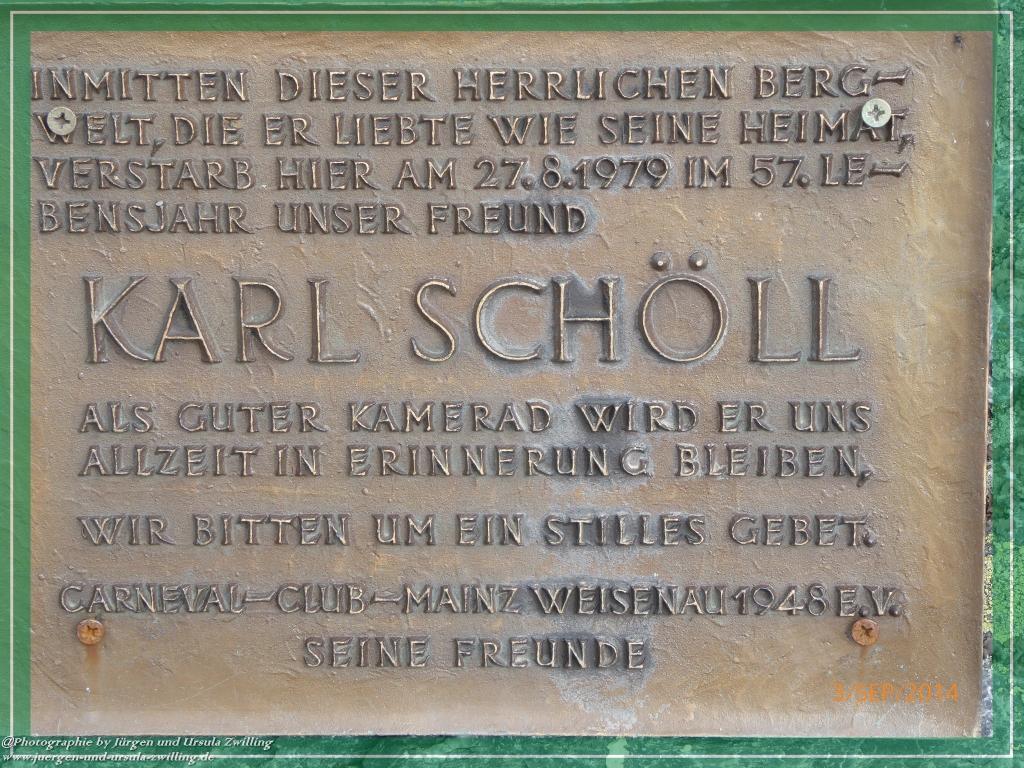 INMITTEN DIESER HERRLICHEN BERG-
WELT, DIE ER LIEBTE WIE SEINE HEIMAT,
VERSTARB HIER AM 27.8.1979 IM 57. LE-
BENSJAHR UNSER FREUND
KARL SCHÖLL
ALS GUTER KAMERAD WIRD ER UNS
ALLZEIT IN ERINNERUNG BLEIBEN,
WIR BITTEN UM EIN STILLES GEBET.
CARNEVAL-CLUB-MAINZ WEISENAU 1948 E.V.
SEINE FREUNDE
3/SEP/2014
@Photographie by Jürgen und Ursula Zwilling
www.juergen-und-ursula-zwilling.de